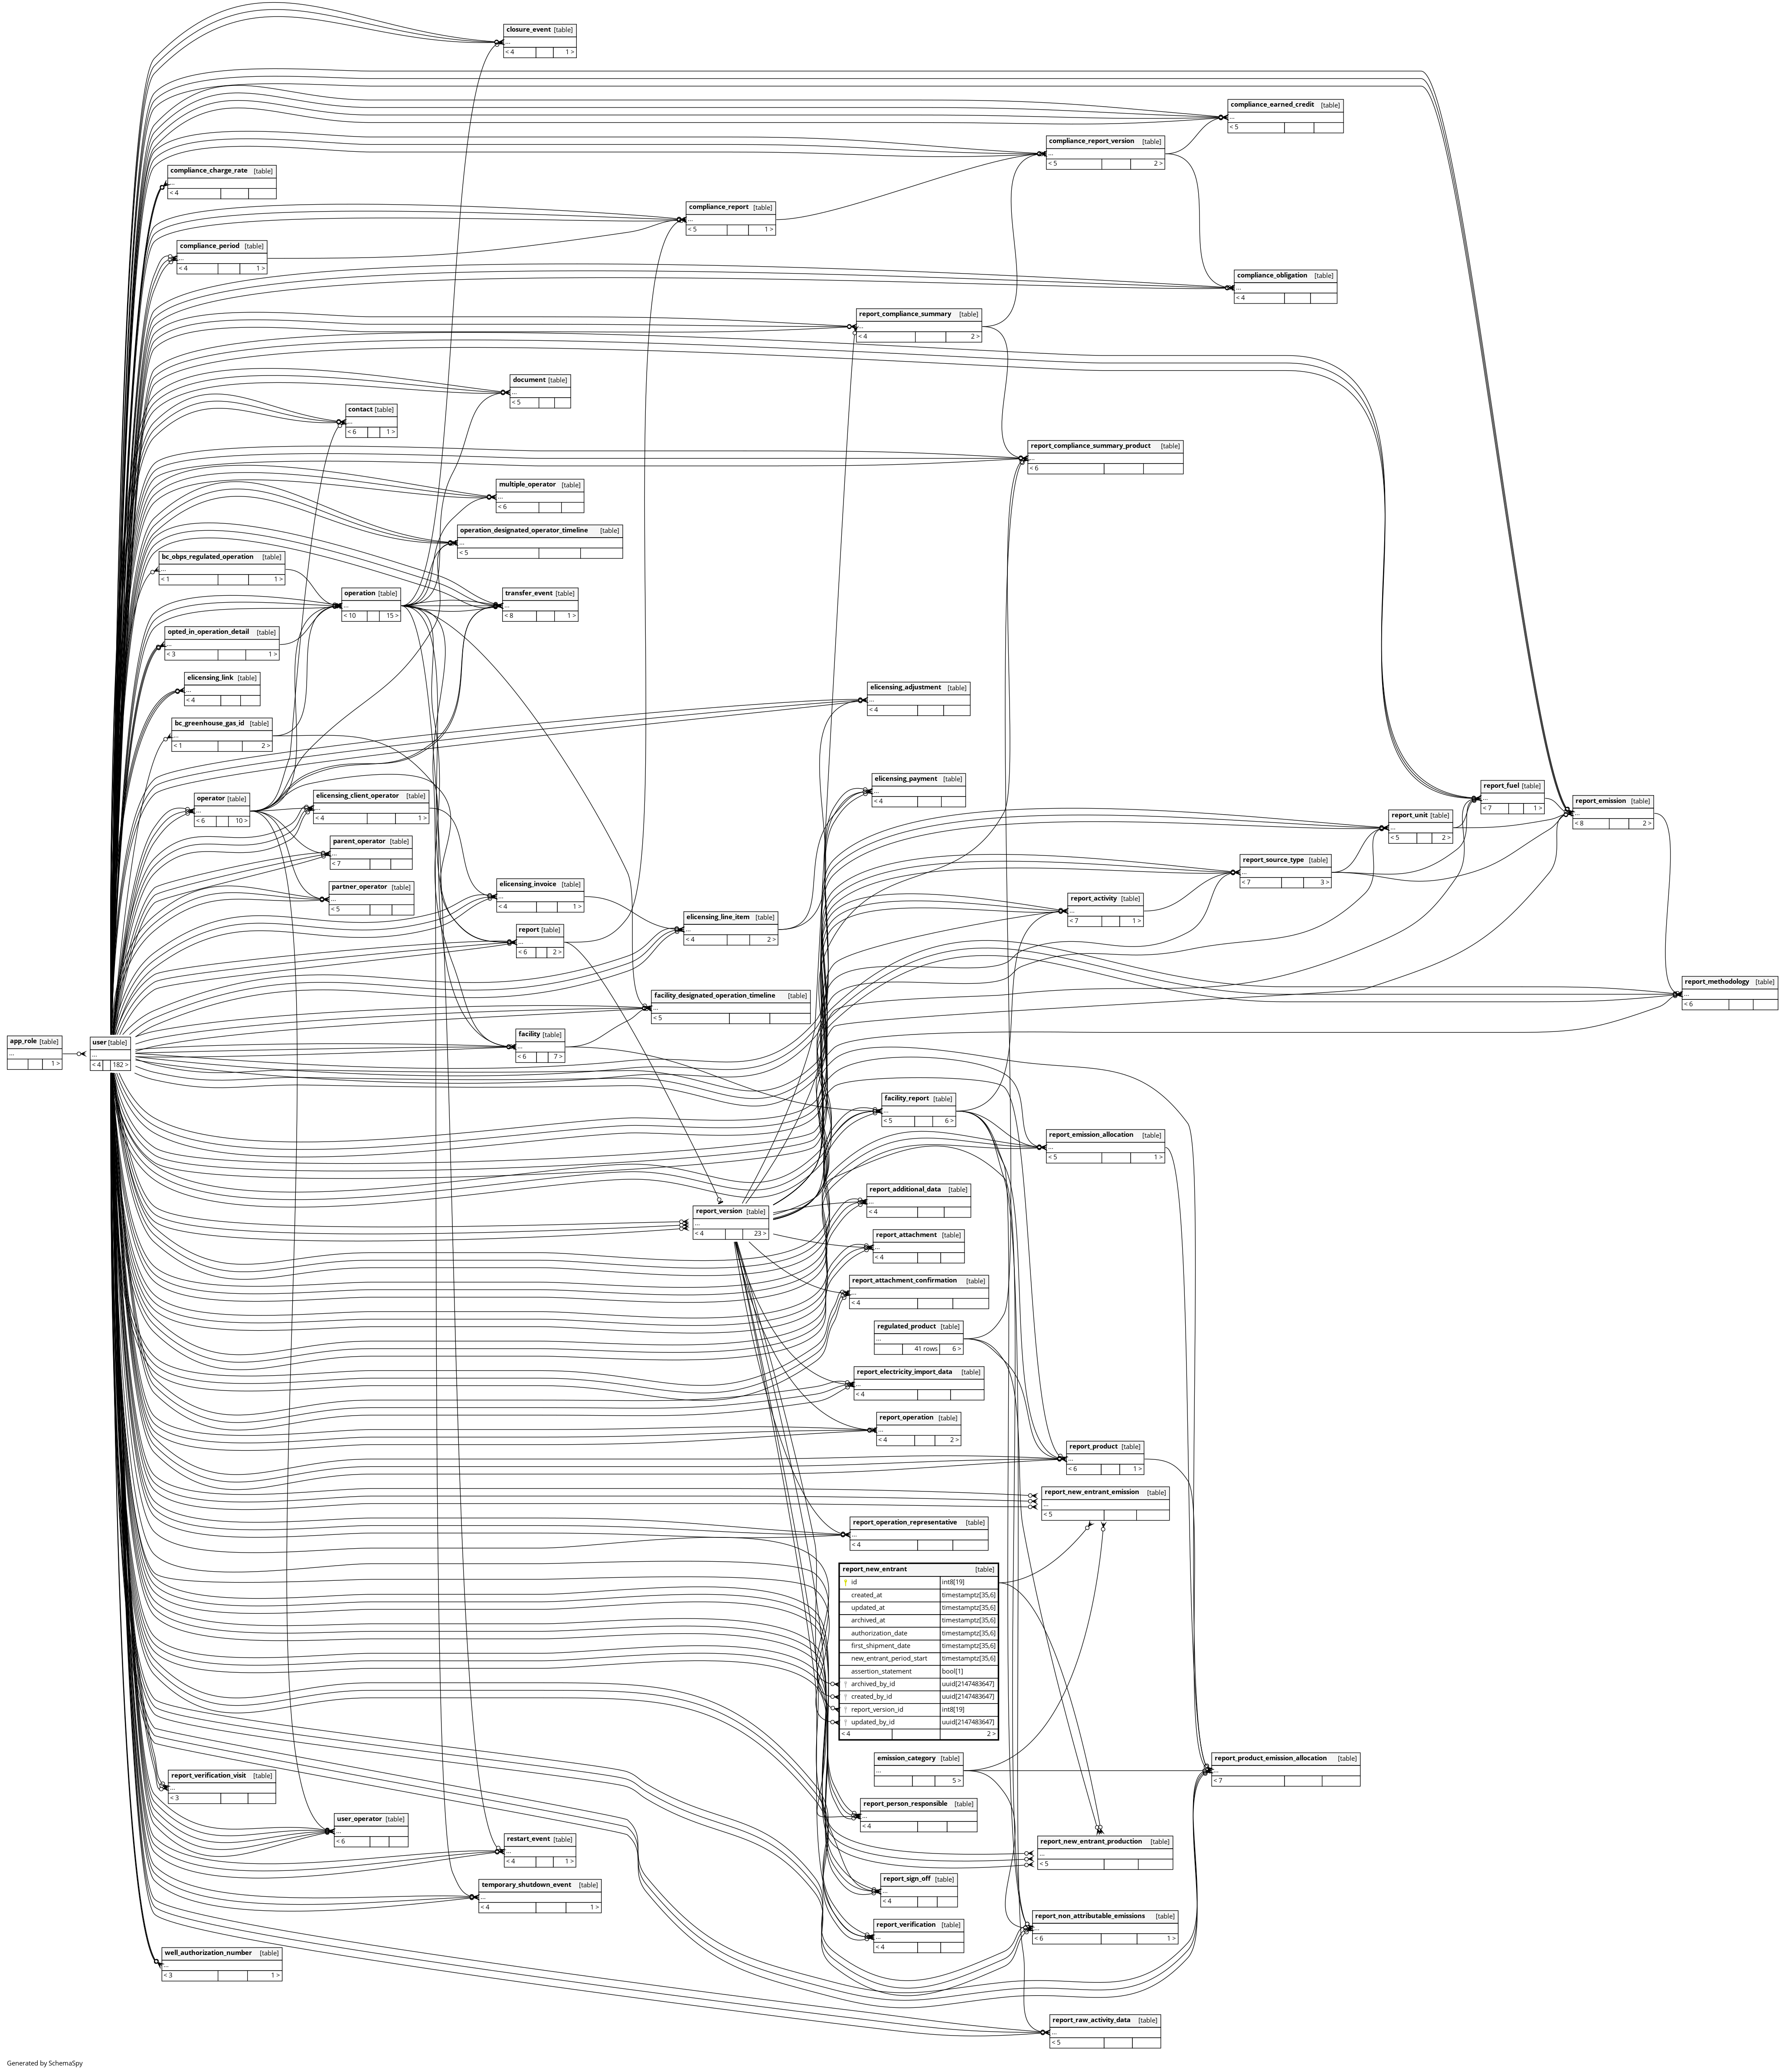 closure_event [table]
...
< 4 1 >
compliance_earned_credit [table]
...
< 5
compliance_report_version [table]
...
< 5 2 >
compliance_charge_rate [table]
...
< 4
compliance_report [table]
...
< 5 1 >
compliance_period [table]
...
< 4 1 >
compliance_obligation [table]
...
< 4
report_compliance_summary [table]
...
< 4 2 >
document [table]
...
< 5
contact [table]
...
< 6 1 >
report_compliance_summary_product [table]
...
< 6
multiple_operator [table]
...
< 6
operation_designated_operator_timeline [table]
...
< 5
bc_obps_regulated_operation [table]
...
< 1 1 >
operation [table]
...
< 10 15 >
transfer_event [table]
...
< 8 1 >
opted_in_operation_detail [table]
...
< 3 1 >
elicensing_link [table]
...
< 4
elicensing_adjustment [table]
...
< 4
bc_greenhouse_gas_id [table]
...
< 1 2 >
elicensing_payment [table]
...
< 4
report_fuel [table]
...
< 7 1 >
operator [table]
...
< 6 10 >
elicensing_client_operator [table]
...
< 4 1 >
report_emission [table]
...
< 8 2 >
report_unit [table]
...
< 5 2 >
parent_operator [table]
...
< 7
report_source_type [table]
...
< 7 3 >
partner_operator [table]
...
< 5
elicensing_invoice [table]
...
< 4 1 >
report_activity [table]
...
< 7 1 >
elicensing_line_item [table]
...
< 4 2 >
report [table]
...
< 6 2 >
report_methodology [table]
...
< 6
facility_designated_operation_timeline [table]
...
< 5
facility [table]
...
< 6 7 >
app_role [table]
...
1 >
user [table]
...
< 4 182 >
facility_report [table]
...
< 5 6 >
report_emission_allocation [table]
...
< 5 1 >
report_additional_data [table]
...
< 4
report_version [table]
...
< 4 23 >
report_attachment [table]
...
< 4
report_attachment_confirmation [table]
...
< 4
regulated_product [table]
...
41 rows 6 >
report_electricity_import_data [table]
...
< 4
report_operation [table]
...
< 4 2 >
report_product [table]
...
< 6 1 >
report_new_entrant_emission [table]
...
< 5
report_operation_representative [table]
...
< 4
report_new_entrant [table]
id int8[19]
created_at timestamptz[35,6]
updated_at timestamptz[35,6]
archived_at timestamptz[35,6]
authorization_date timestamptz[35,6]
first_shipment_date timestamptz[35,6]
new_entrant_period_start timestamptz[35,6]
assertion_statement bool[1]
archived_by_id uuid[2147483647]
created_by_id uuid[2147483647]
report_version_id int8[19]
updated_by_id uuid[2147483647]
< 4 2 >
emission_category [table]
...
5 >
report_product_emission_allocation [table]
...
< 7
report_verification_visit [table]
...
< 3
report_person_responsible [table]
...
< 4
user_operator [table]
...
< 6
restart_event [table]
...
< 4 1 >
report_new_entrant_production [table]
...
< 5
report_sign_off [table]
...
< 4
temporary_shutdown_event [table]
...
< 4 1 >
report_non_attributable_emissions [table]
...
< 6 1 >
report_verification [table]
...
< 4
well_authorization_number [table]
...
< 3 1 >
report_raw_activity_data [table]
...
< 5
Generated by SchemaSpy